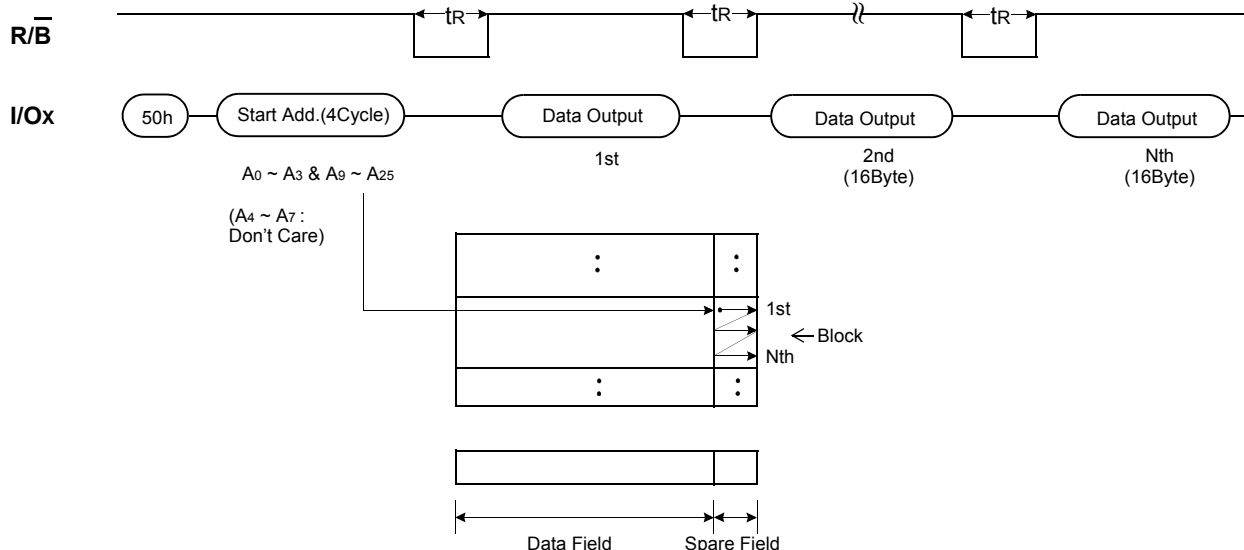 R/B
tR
tR
tR
I/Ox
50h
Start Add.(4Cycle)
Data Output
Data Output
Data Output
1st
2nd
(16Byte)
Nth
(16Byte)
A0 ~ A3 & A9 ~ A25
(A4 ~ A7 :
Don't Care)
1st
Block
Nth
Data Field
Spare Field